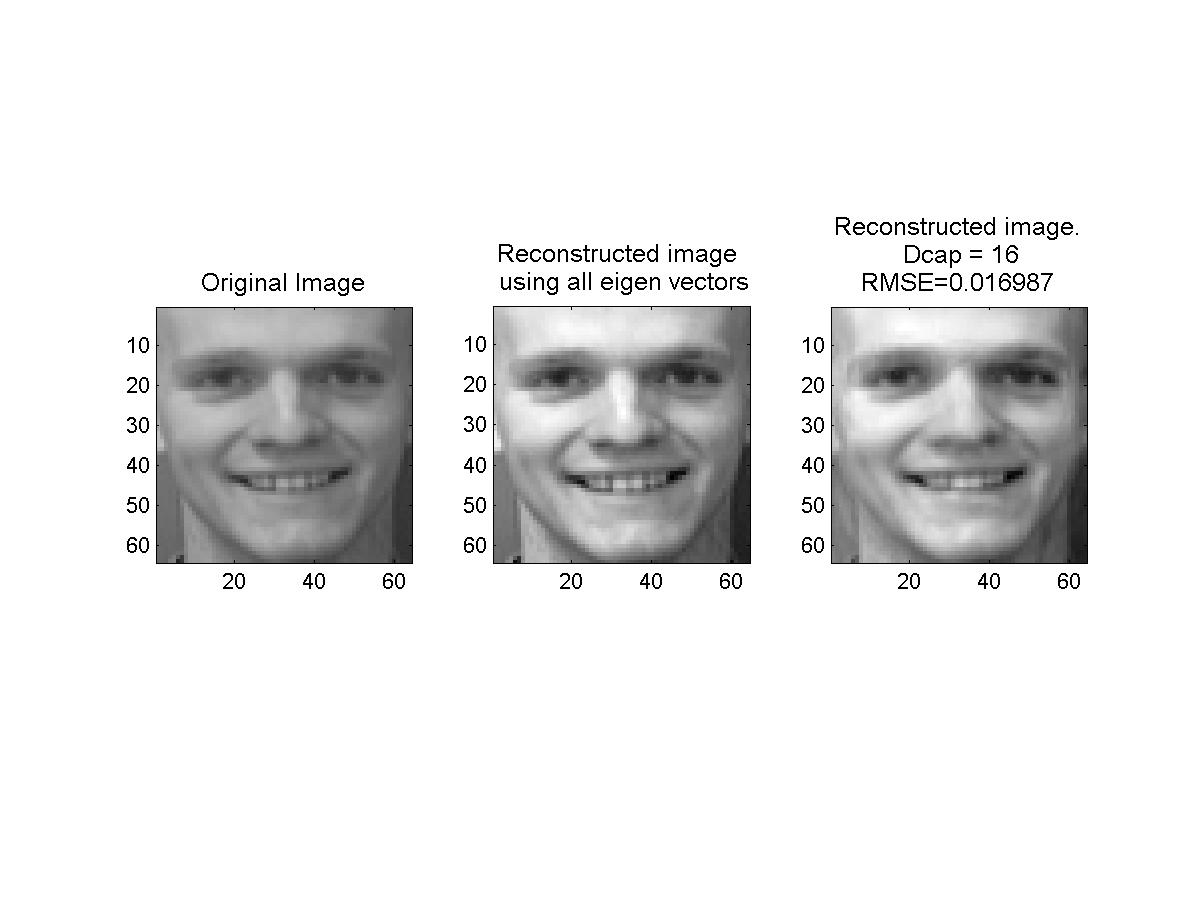 Original Image
10
20
30
40
50
60
20 40 60
Reconstructed image
using all eigen vectors
10
20
30
40
50
60
20 40 60
Reconstructed image.
Dcap = 16
RMSE=0.016987
10
20
30
40
50
60
20 40 60